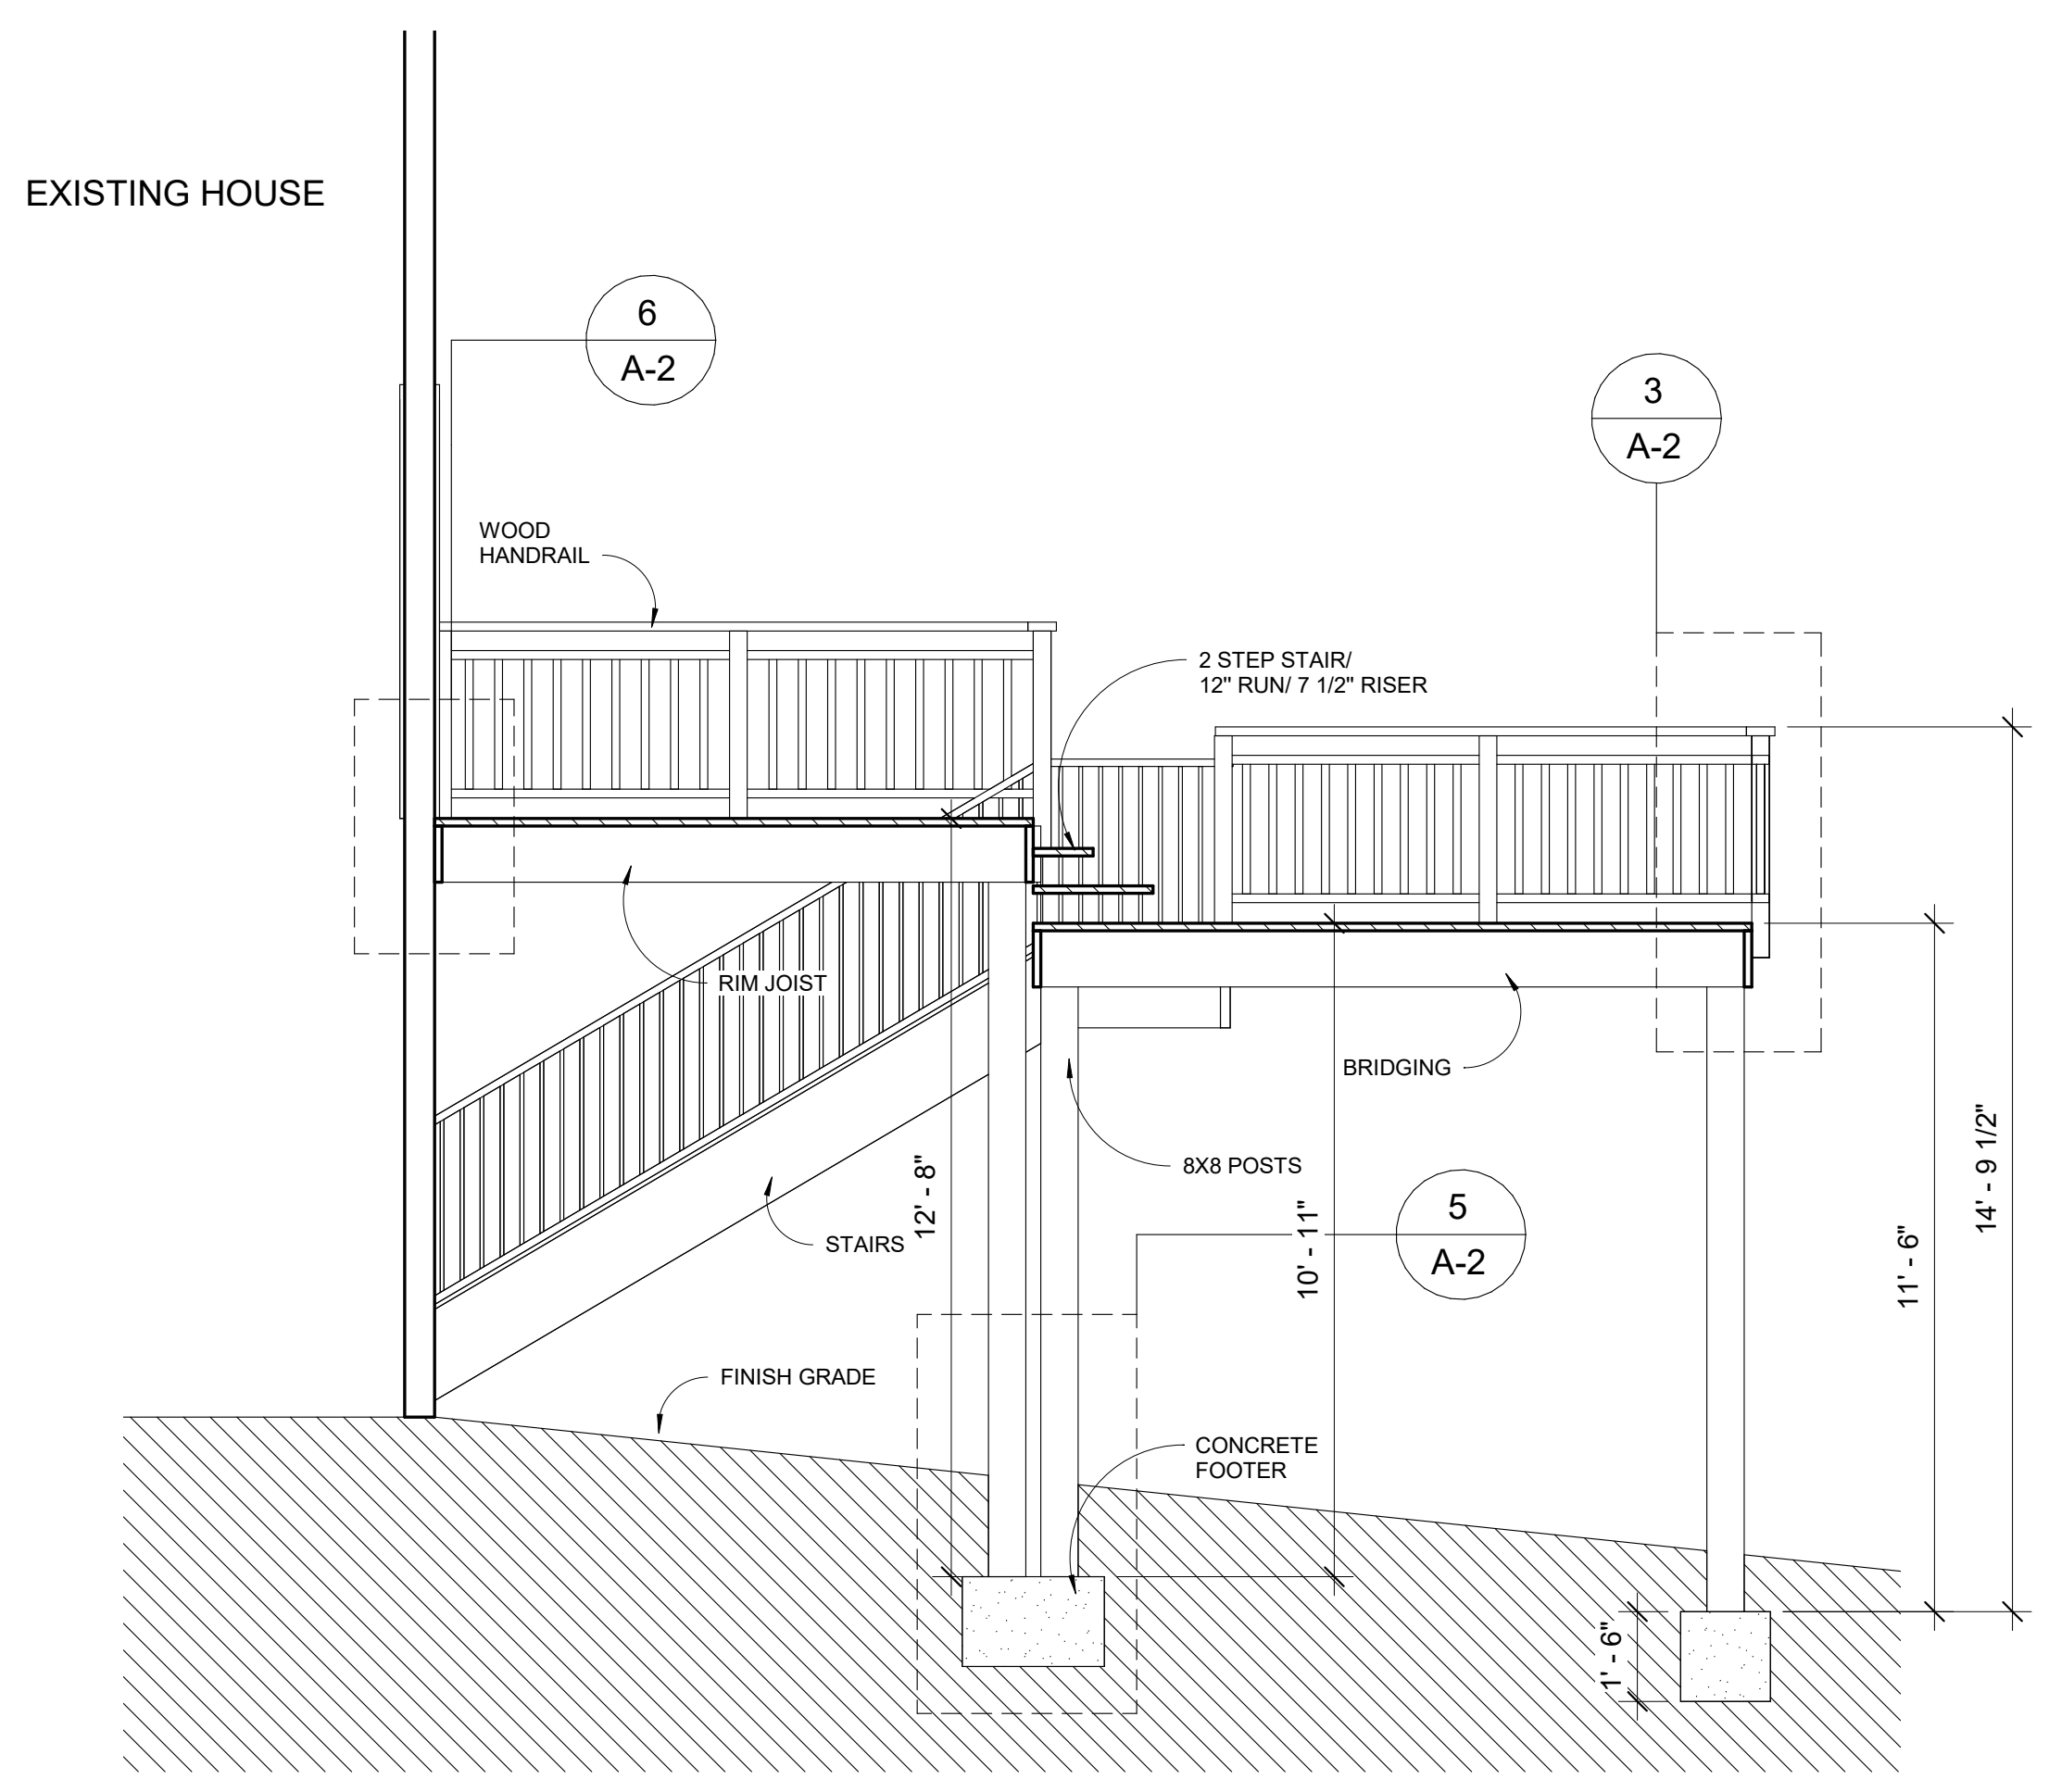 EXISTING HOUSE
6
A-2
3
A-2
WOOD
HANDRAIL
2 STEP STAIR/
12" RUN/ 7 1/2" RISER
RIM JOIST
BRIDGING
8X8 POSTS
STAIRS
12' - 8"
10' - 11"
5
A-2
11' - 6"
14' - 9 1/2"
FINISH GRADE
CONCRETE
FOOTER
1' - 6"